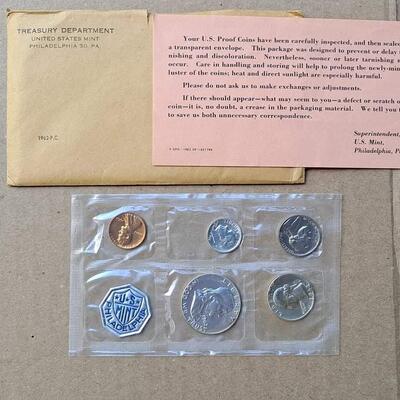 TREASURY DEPARTMENT
UNITED STATES MINT
PHILADELPHIA 30, PA.
1962 P.C.
Your U.S. Proof Coins have been carefully inspected, and then sealed
a transparent envelope. This package was designed to prevent or delay
nishing and discoloration. Nevertheless, sooner or later tarnishing
occur. Care in handling and storing will help to prolong the newly-min
luster of the coins; heat and direct sunlight are especially harmful.
Please do not ask us to make exchanges or adjustments.
If there should appear—what may seem to you—a defect or scratch o
coin—it is, no doubt, a crease in the packaging material. We tell you
to save us both unnecessary correspondence.
Superintendent,
U.S. Mint,
Philadelphia, P
U.S.
MINT
PHILADELPHIA